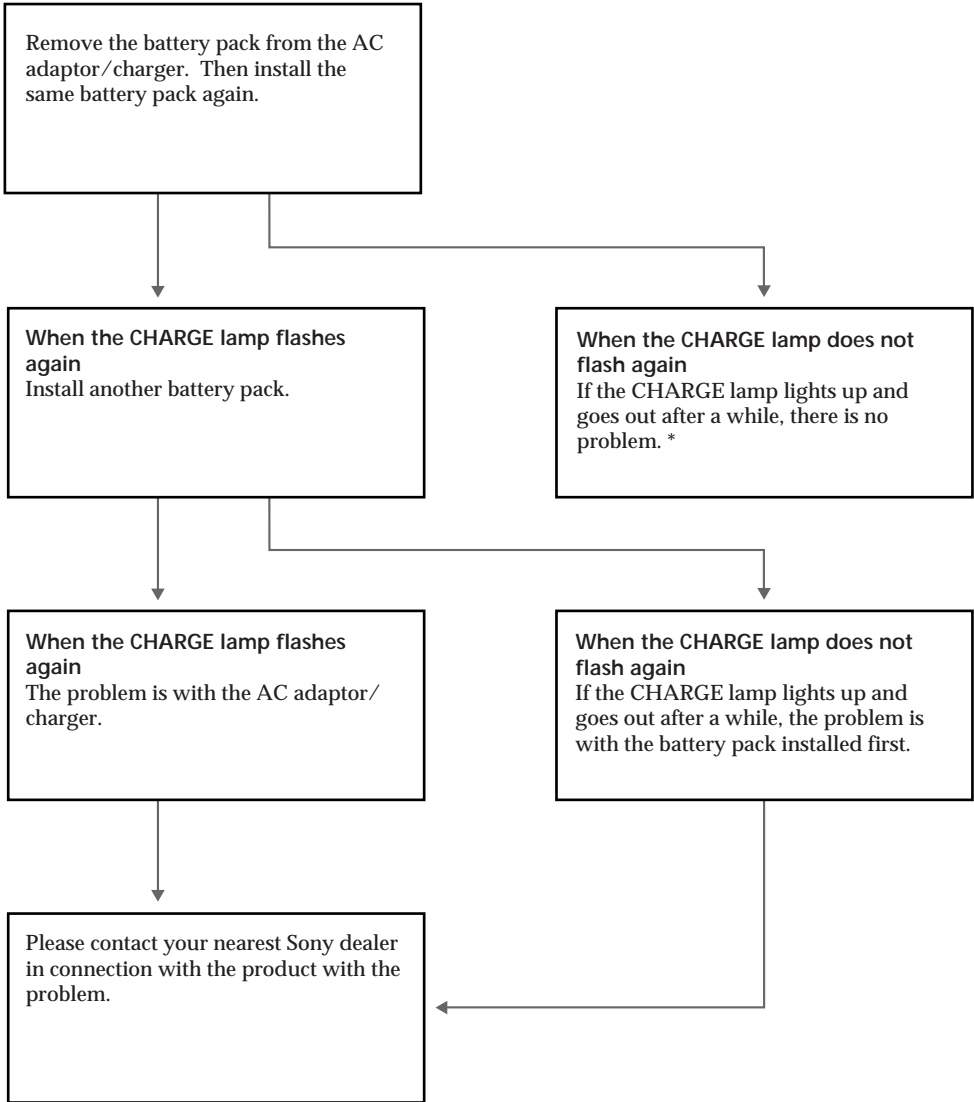 Remove the battery pack from the AC
adaptor/charger.  Then install the
same battery pack again.
When the CHARGE lamp flashes
again
Install another battery pack.
When the CHARGE lamp does not
flash again
If the CHARGE lamp lights up and
goes out after a while, there is no
problem. *
When the CHARGE lamp flashes
again
The problem is with the AC adaptor/
charger.
When the CHARGE lamp does not
flash again
If the CHARGE lamp lights up and
goes out after a while, the problem is
with the battery pack installed first.
Please contact your nearest Sony dealer
in connection with the product with the
problem.